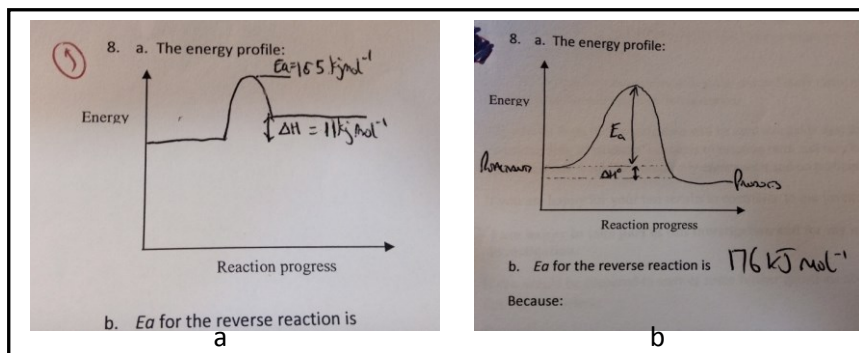 8. a. The energy profile:
Ea=165 kjmol⁻¹
Energy
ΔH = 11kj mol⁻¹
Reaction progress
b. Ea for the reverse reaction is
a
8. a. The energy profile:
Energy
Ea
ΔH°
Reaction progress
b. Ea for the reverse reaction is 176 kJ mol⁻¹
Because:
b